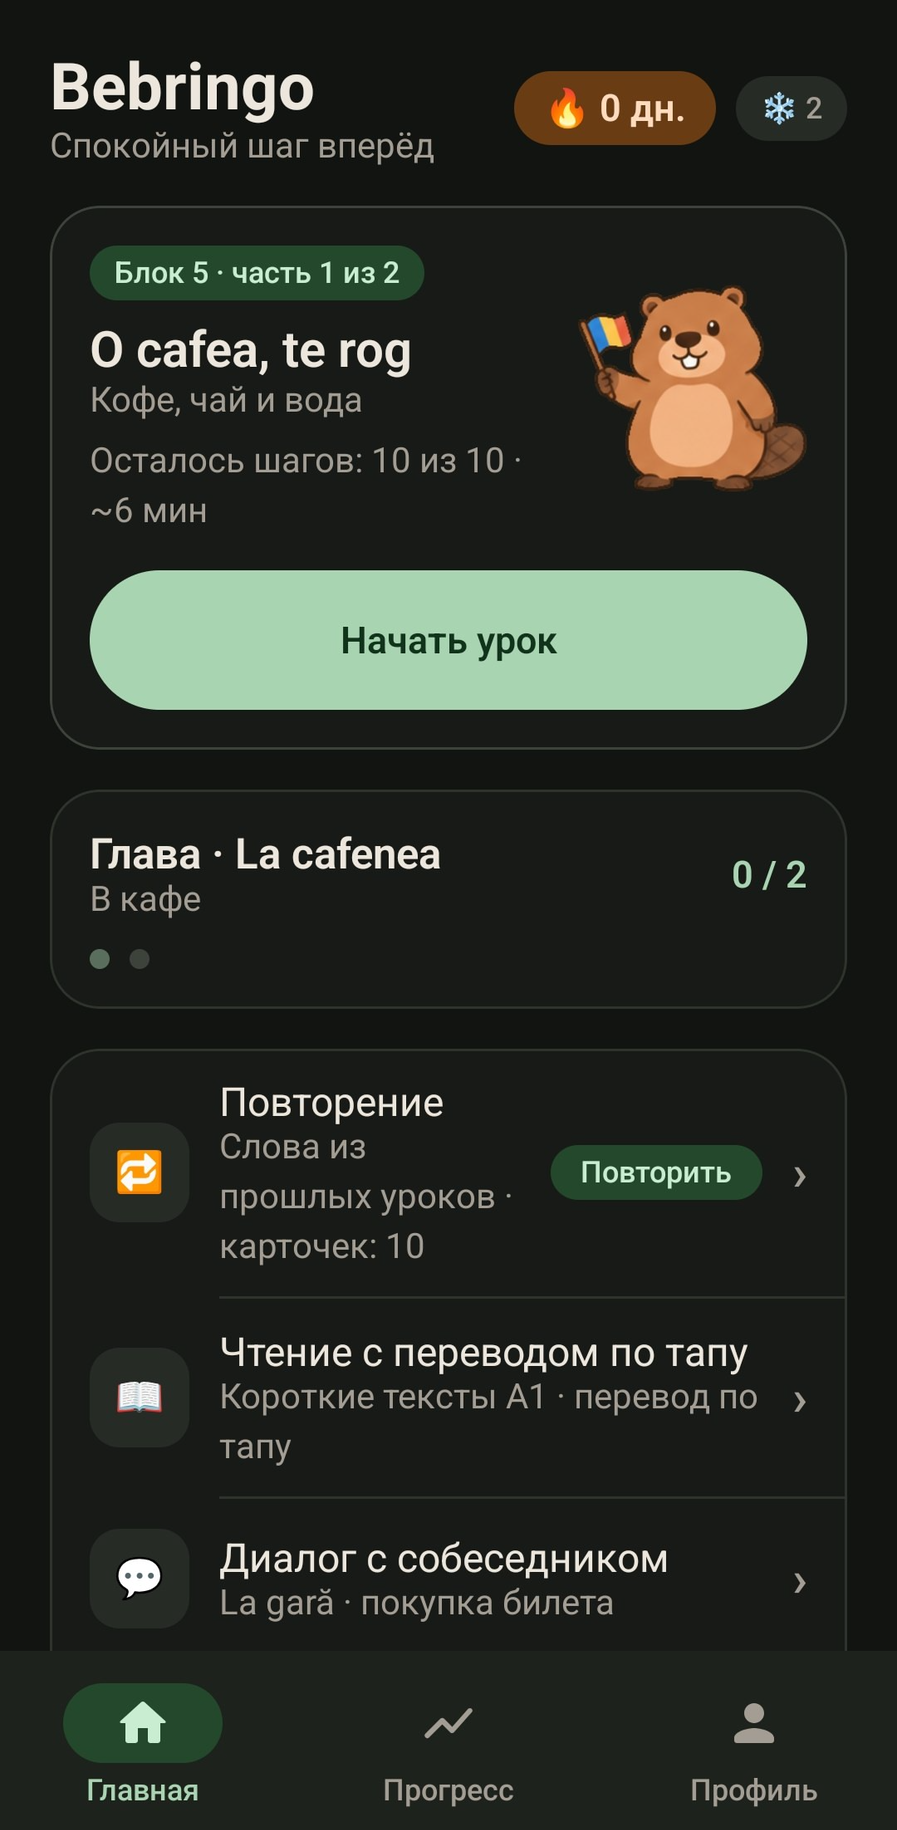 Bebringo
Спокойный шаг вперёд
🔥 0 дн.
❄️ 2
Блок 5 · часть 1 из 2
O cafea, te rog
Кофе, чай и вода
Осталось шагов: 10 из 10 ·
~6 мин
Начать урок
Глава · La cafenea
В кафе
0 / 2
Повторение
Слова из
прошлых уроков ·
карточек: 10
Повторить
Чтение с переводом по тапу
Короткие тексты A1 · перевод по
тапу
Диалог с собеседником
La gară · покупка билета
Главная
Прогресс
Профиль